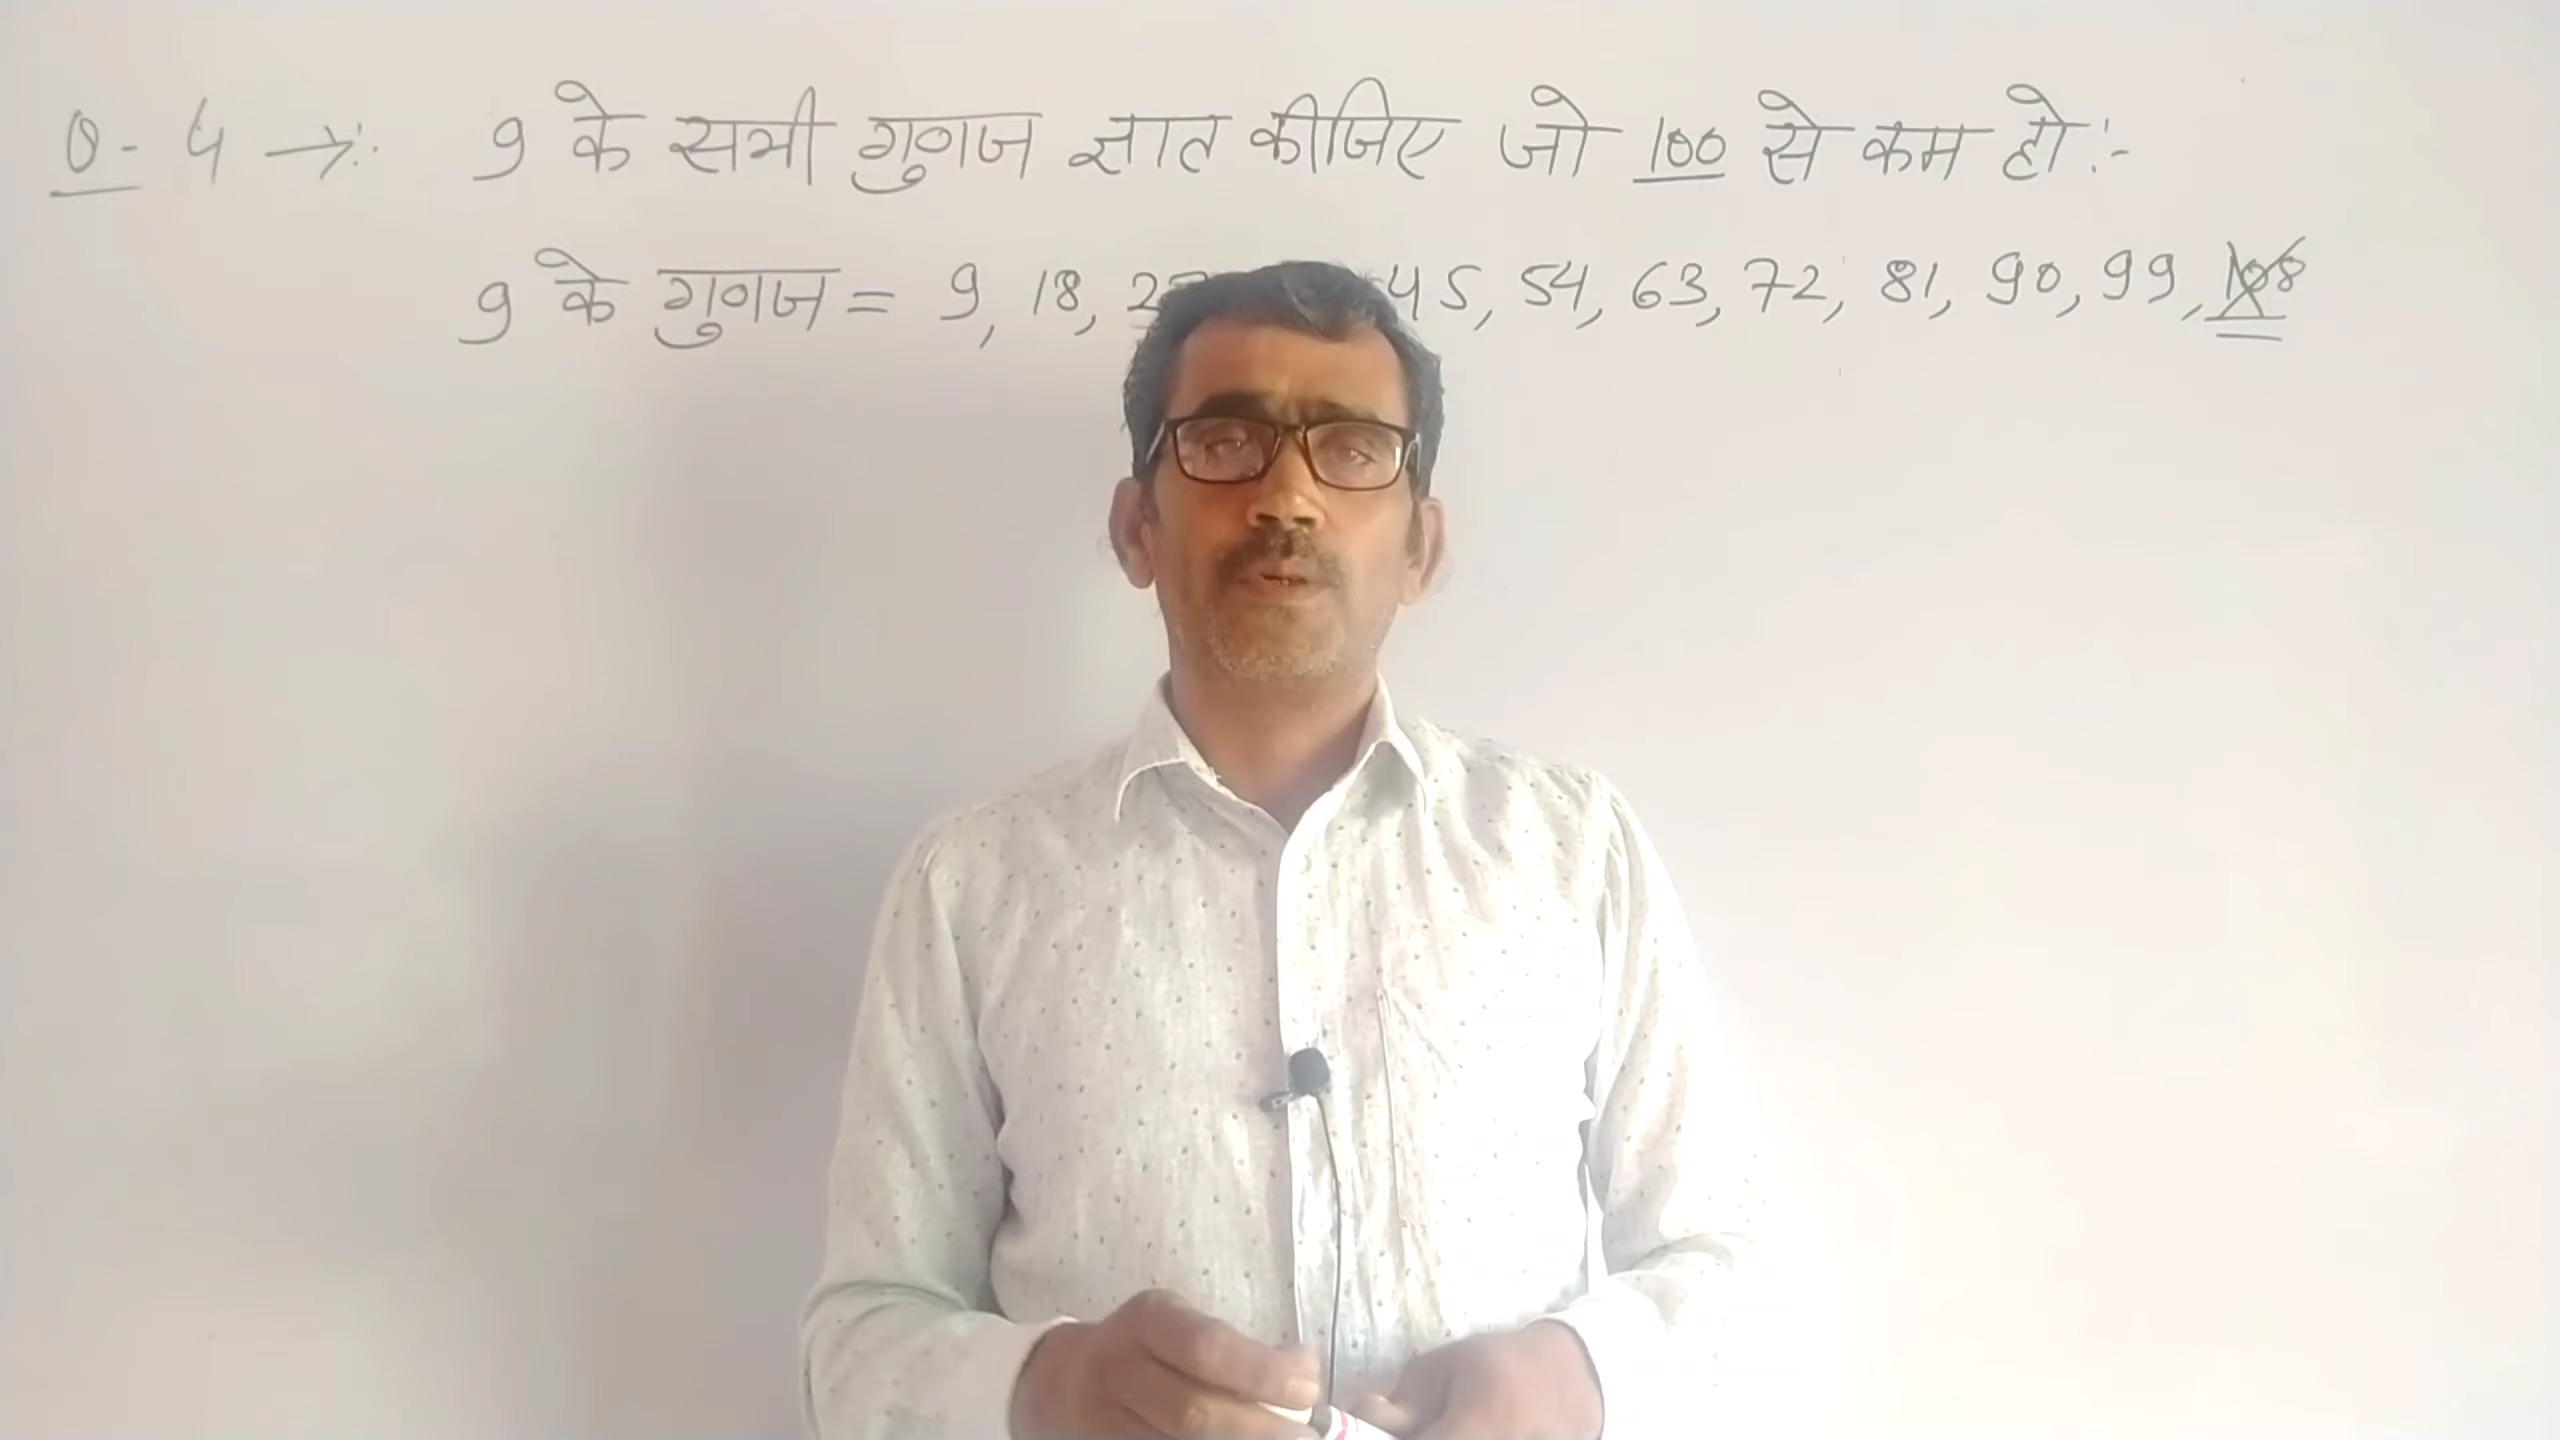 Q- 4 →:- 9 के सभी गुणज ज्ञात कीजिए जो 100 से कम हो :-
9 के गुणज = 9, 18, 45, 54, 63, 72, 81, 90, 99, 108